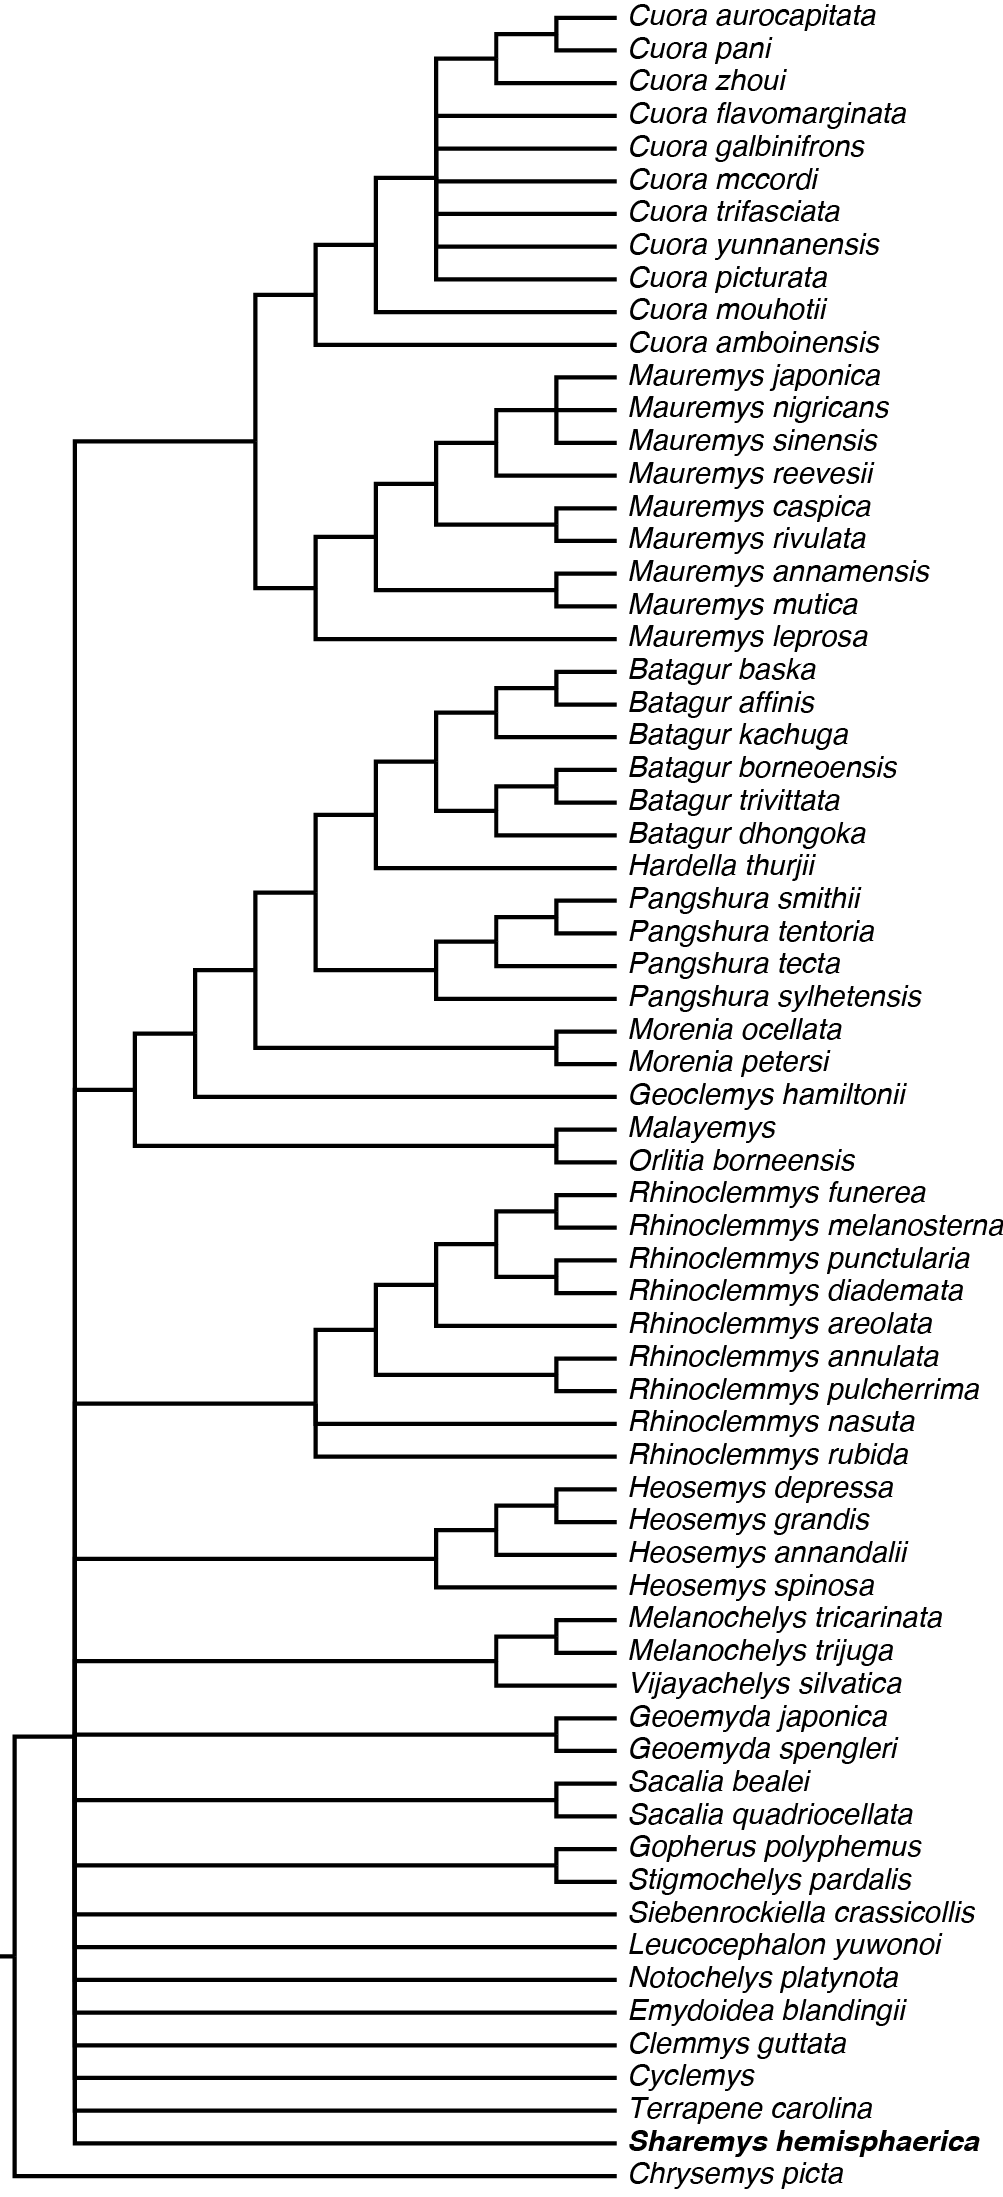 Cuora aurocapitata
Cuora pani
Cuora zhoui
Cuora flavomarginata
Cuora galbinifrons
Cuora mccordi
Cuora trifasciata
Cuora yunnanensis
Cuora picturata
Cuora mouhotii
Cuora amboinensis
Mauremys japonica
Mauremys nigricans
Mauremys sinensis
Mauremys reevesii
Mauremys caspica
Mauremys rivulata
Mauremys annamensis
Mauremys mutica
Mauremys leprosa
Batagur baska
Batagur affinis
Batagur kachuga
Batagur borneoensis
Batagur trivittata
Batagur dhongoka
Hardella thurjii
Pangshura smithii
Pangshura tentoria
Pangshura tecta
Pangshura sylhetensis
Morenia ocellata
Morenia petersi
Geoclemys hamiltonii
Malayemys
Orlitia borneensis
Rhinoclemmys funerea
Rhinoclemmys melanosterna
Rhinoclemmys punctularia
Rhinoclemmys diademata
Rhinoclemmys areolata
Rhinoclemmys annulata
Rhinoclemmys pulcherrima
Rhinoclemmys nasuta
Rhinoclemmys rubida
Heosemys depressa
Heosemys grandis
Heosemys annandalii
Heosemys spinosa
Melanochelys tricarinata
Melanochelys trijuga
Vijayachelys silvatica
Geoemyda japonica
Geoemyda spengleri
Sacalia bealei
Sacalia quadriocellata
Gopherus polyphemus
Stigmochelys pardalis
Siebenrockiella crassicollis
Leucocephalon yuwonoi
Notochelys platynota
Emydoidea blandingii
Clemmys guttata
Cyclemys
Terrapene carolina
Sharemys hemisphaerica
Chrysemys picta